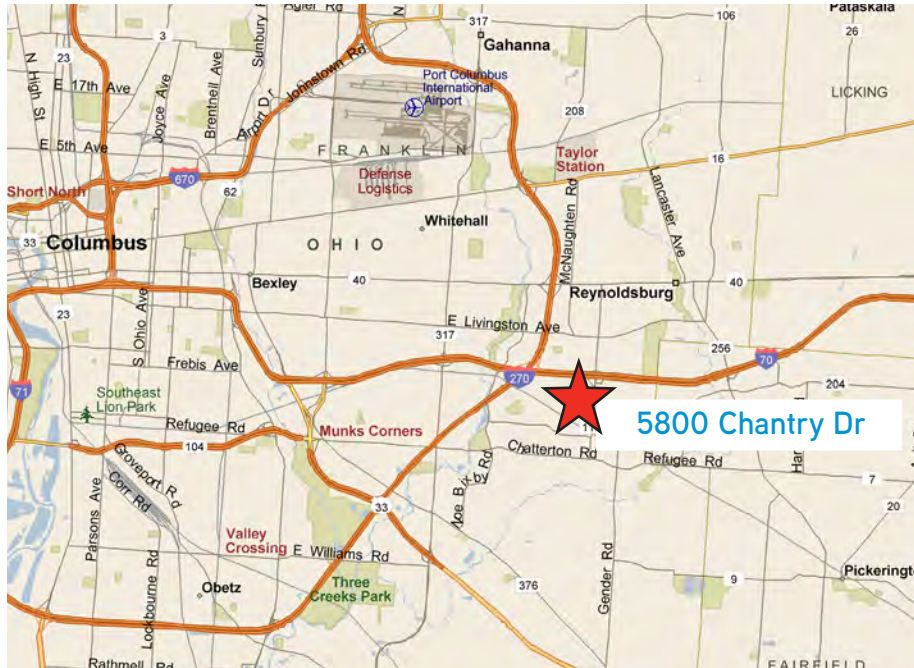 Agler Rd
N
317
106
Pataskala
3
Sunbury Rd
Gahanna
26
23
N High St
Johnstown Rd
Port Columbus
International
Airport
E 17th Ave
Joyce Ave
Brentnell Ave
Airport Dr
208
LICKING
E 5th Ave
FRANKLIN
Taylor
Station
16
670
Defense
Logistics
Short North
62
McNaughten Rd
Lancaster Ave
Whitehall
33
Columbus
OHIO
Bexley
40
40
Reynoldsburg
23
S Ohio Ave
E Livingston Ave
317
256
70
Frebis Ave
270
204
71
Southeast
Lion Park
5800 Chantry Dr
Refugee Rd
104
Munks Corners
Chatterton Rd
Refugee Rd
7
Groveport Rd
Corr Rd
Noe Bixby Rd
20
Parsons Ave
33
Valley
Crossing
E Williams Rd
Lockbourne Rd
Obetz
Three
Creeks Park
376
Gender Rd
9
Pickerington
Rathmell Rd
FAIRFIELD